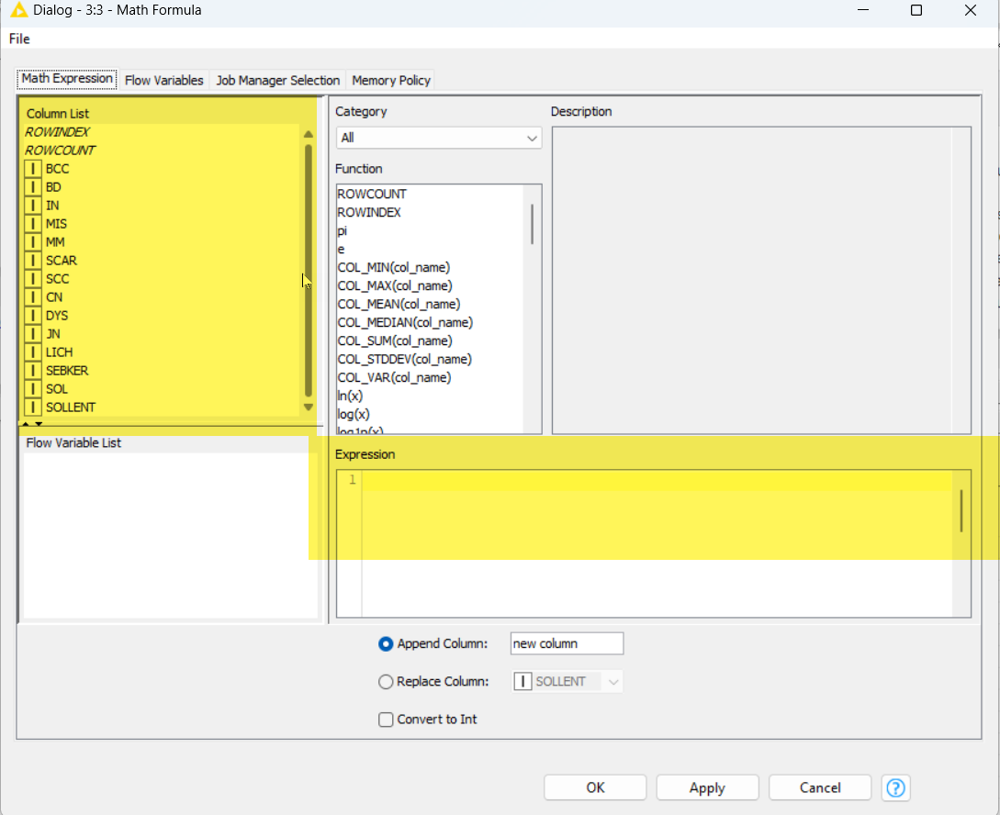 Dialog - 3:3 - Math Formula
File
Math Expression Flow Variables Job Manager Selection Memory Policy
Column List
ROWINDEX
ROWCOUNT
I BCC
I BD
I IN
I MIS
I MM
I SCAR
I SCC
I CN
I DYS
I JN
I LICH
I SEBKER
I SOL
I SOLLENT
Flow Variable List
Category
All
Function
ROWCOUNT
ROWINDEX
pi
e
COL_MIN(col_name)
COL_MAX(col_name)
COL_MEAN(col_name)
COL_MEDIAN(col_name)
COL_SUM(col_name)
COL_STDDEV(col_name)
COL_VAR(col_name)
ln(x)
log(x)
log1p(x)
Description
Expression
1
Append Column: new column
Replace Column: I SOLLENT
Convert to Int
OK Apply Cancel ?